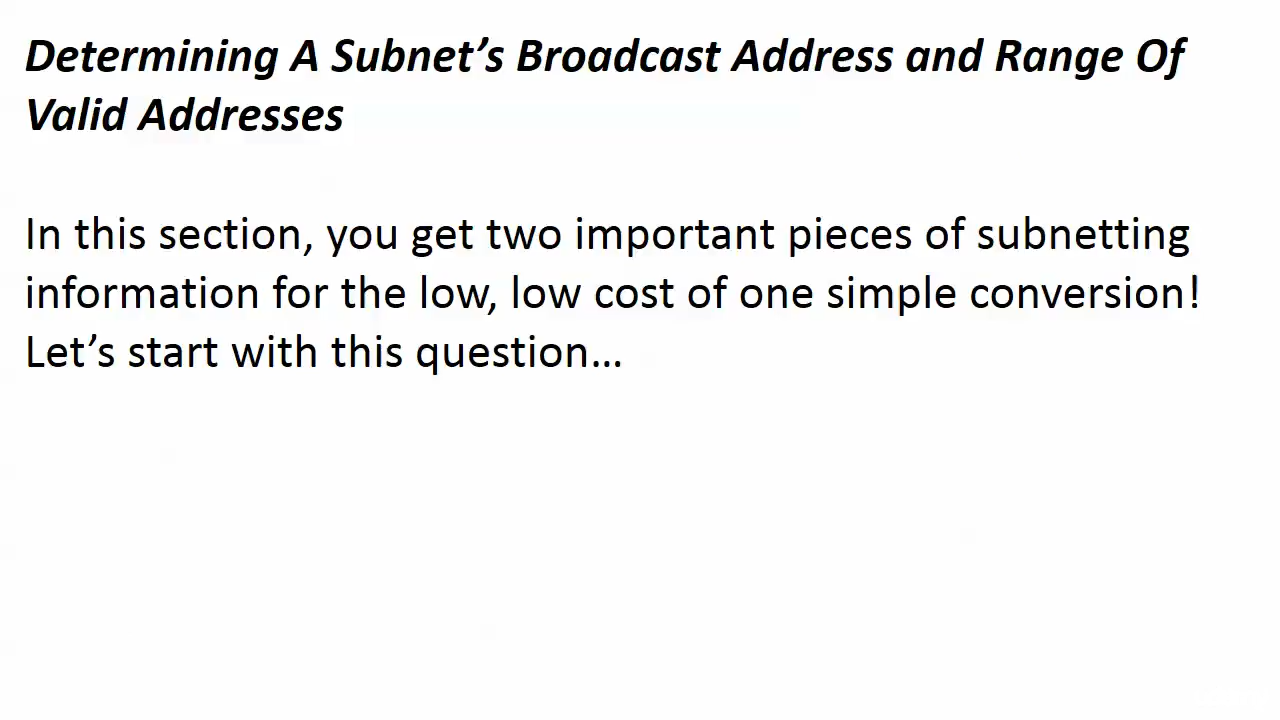 Determining A Subnet’s Broadcast Address and Range Of
Valid Addresses
In this section, you get two important pieces of subnetting
information for the low, low cost of one simple conversion!
Let’s start with this question…